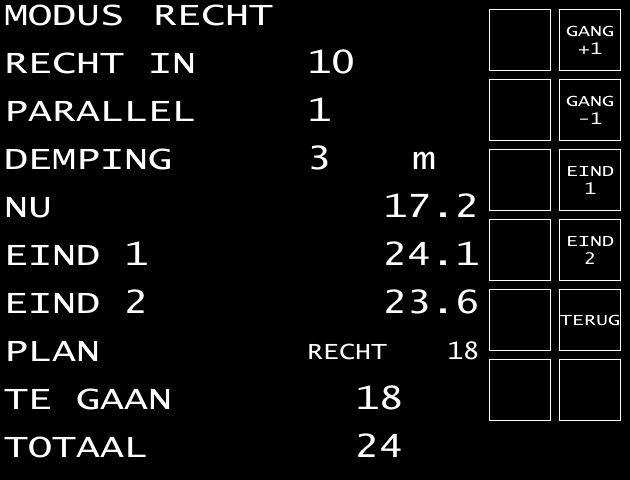 MODUS RECHT
RECHT IN 10
PARALLEL 1
DEMPING 3 m
NU 17.2
EIND 1 24.1
EIND 2 23.6
PLAN RECHT 18
TE GAAN 18
TOTAAL 24
GANG
+1
GANG
-1
EIND
1
EIND
2
TERUG